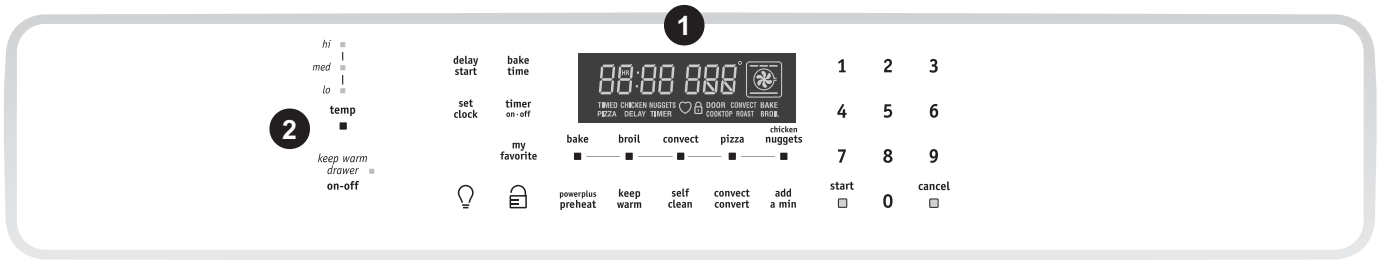 1
2
hi
med
lo
temp
keep warm
drawer
on-off
delay
start
bake
time
set
clock
timer
on·off
my
favorite
88:88 888°
HR
TIMED CHICKEN NUGGETS DOOR CONVECT BAKE
PIZZA DELAY TIMER COOKTOP ROAST BROIL
bake broil convect pizza chicken
nuggets
powerplus
preheat
keep
warm
self
clean
convect
convert
add
a min
1 2 3
4 5 6
7 8 9
start 0 cancel